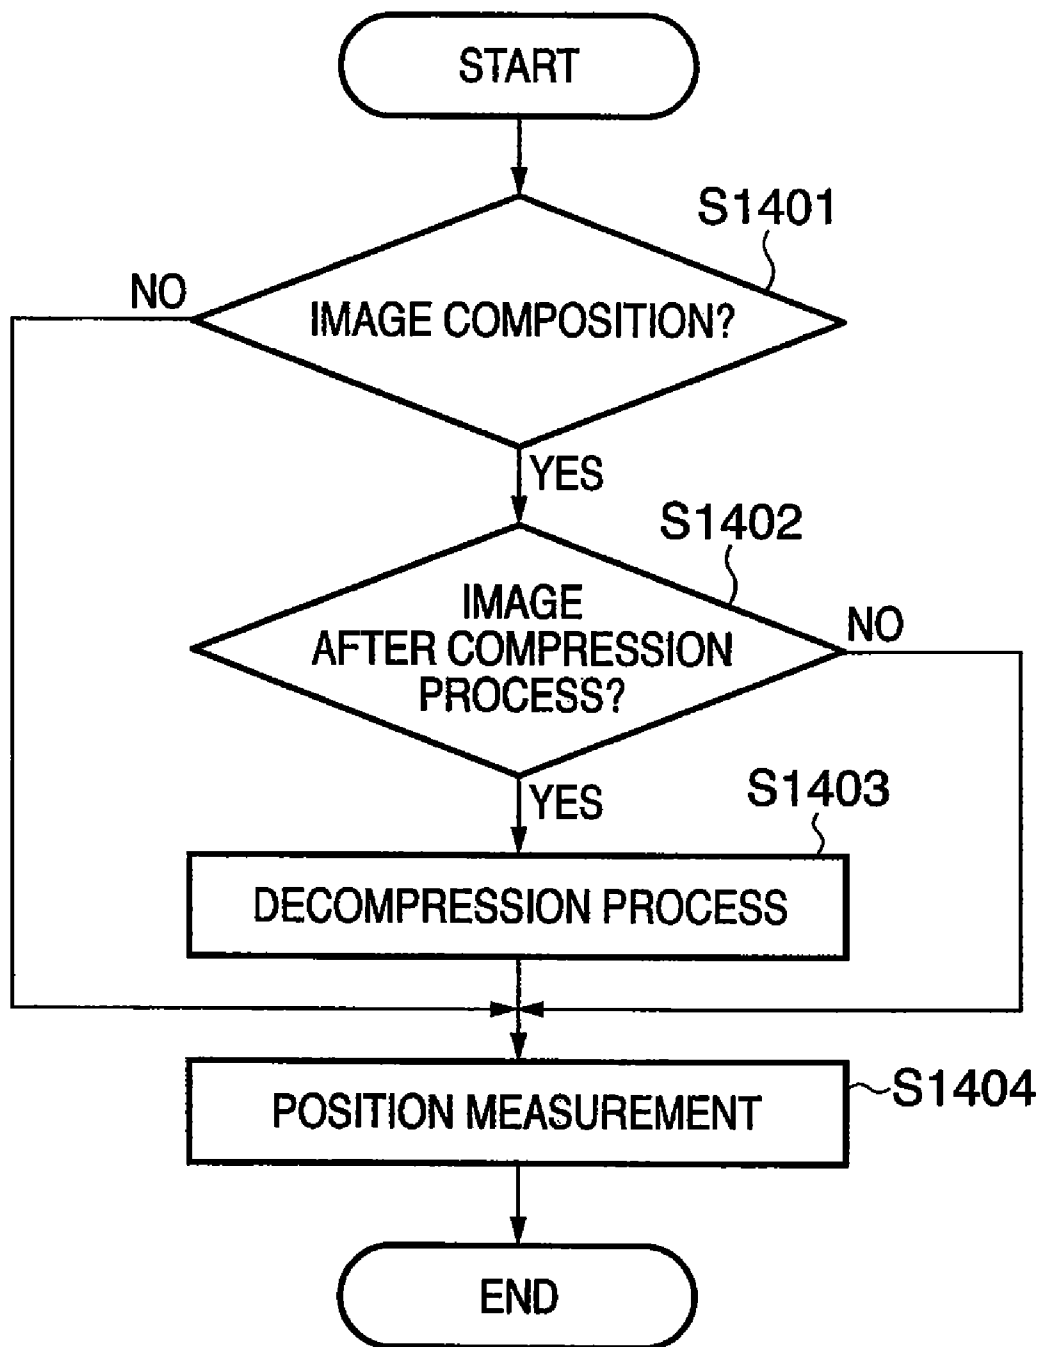 START
S1401
NO
IMAGE COMPOSITION?
YES
S1402
IMAGE
AFTER COMPRESSION
PROCESS?
NO
YES
S1403
DECOMPRESSION PROCESS
POSITION MEASUREMENT
S1404
END